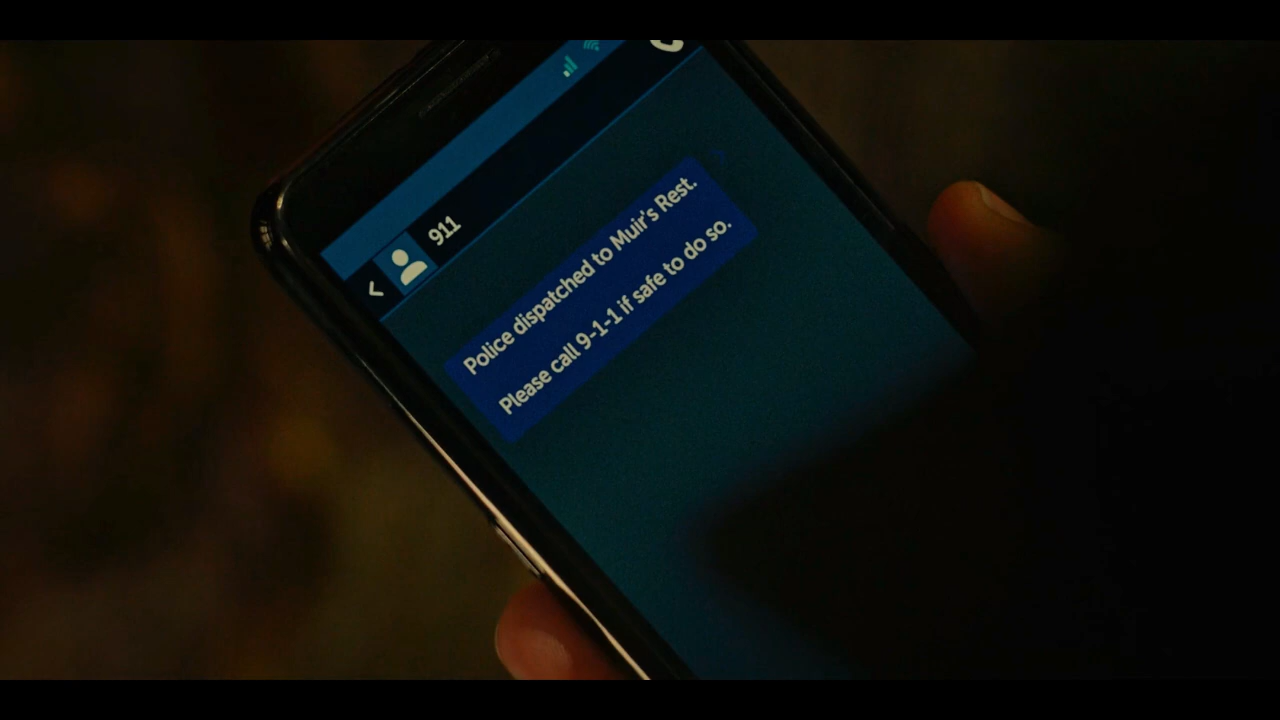 911
Police dispatched to Muir's Rest.
Please call 9-1-1 if safe to do so.